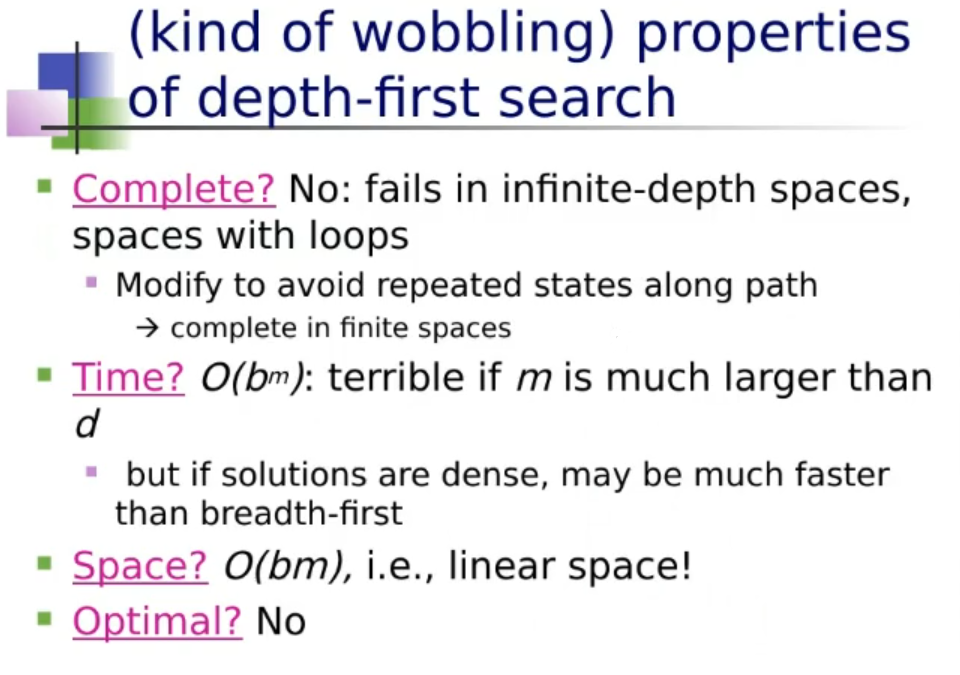 (kind of wobbling) properties
of depth-first search
Complete? No: fails in infinite-depth spaces,
spaces with loops
Modify to avoid repeated states along path
→ complete in finite spaces
Time? O(bm): terrible if m is much larger than
d
but if solutions are dense, may be much faster
than breadth-first
Space? O(bm), i.e., linear space!
Optimal? No